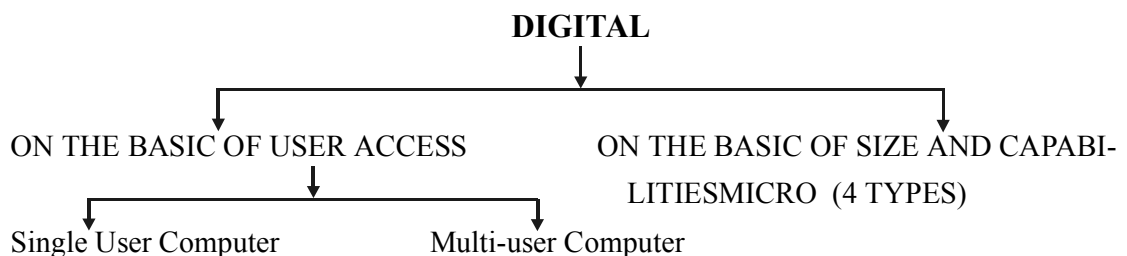 DIGITAL
ON THE BASIC OF USER ACCESS
ON THE BASIC OF SIZE AND CAPABI-
LITIESMICRO (4 TYPES)
Single User Computer
Multi-user Computer